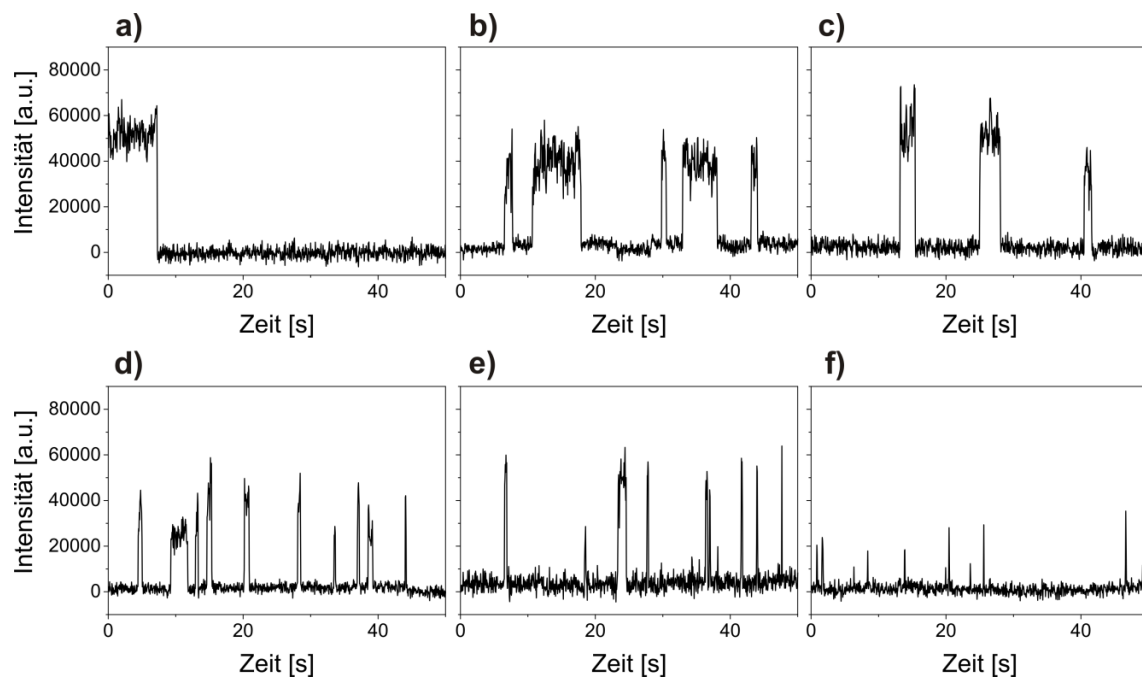 a) b) c)
80000
60000
40000
20000
0
Intensität [a.u.]
0 20 40 0 20 40 0 20 40
Zeit [s] Zeit [s] Zeit [s]
d) e) f)
80000
60000
40000
20000
0
Intensität [a.u.]
0 20 40 0 20 40 0 20 40
Zeit [s] Zeit [s] Zeit [s]